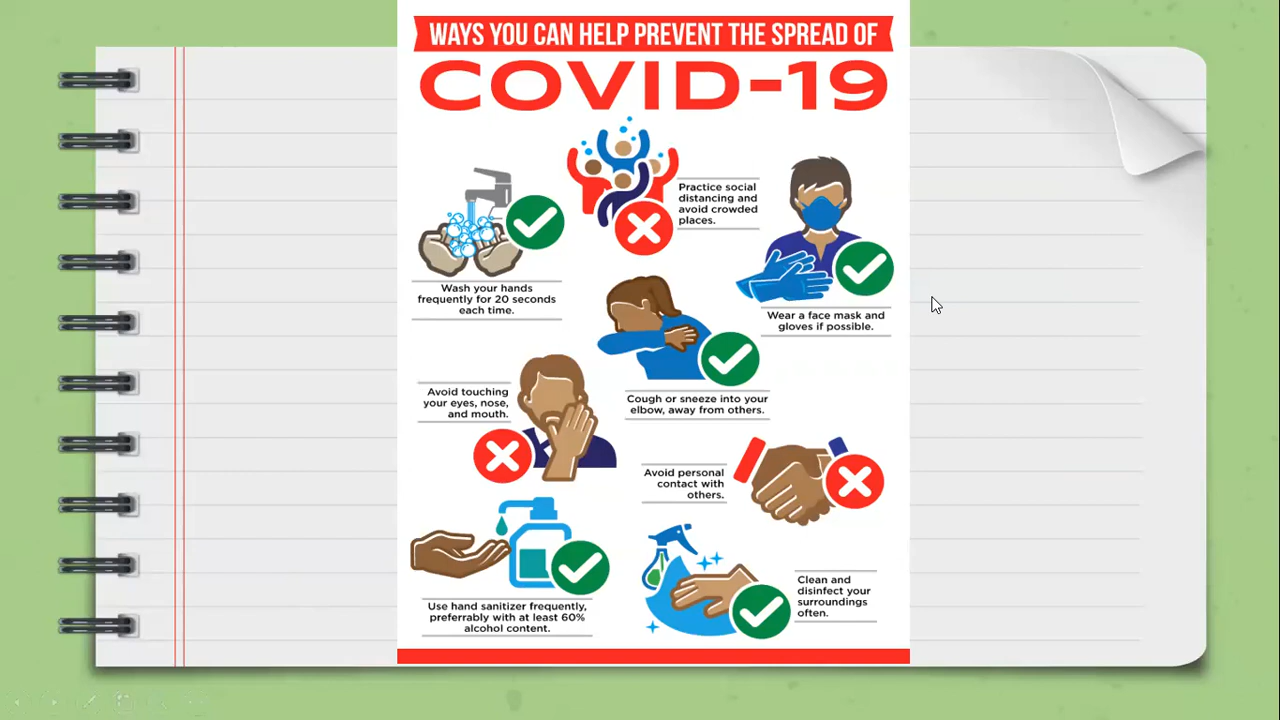 WAYS YOU CAN HELP PREVENT THE SPREAD OF
COVID-19
Practice social
distancing and
avoid crowded
places.
Wash your hands
frequently for 20 seconds
each time.
Wear a face mask and
gloves if possible.
Avoid touching
your eyes, nose,
and mouth.
Cough or sneeze into your
elbow, away from others.
Avoid personal
contact with
others.
Use hand sanitizer frequently,
preferrably with at least 60%
alcohol content.
Clean and
disinfect your
surroundings
often.